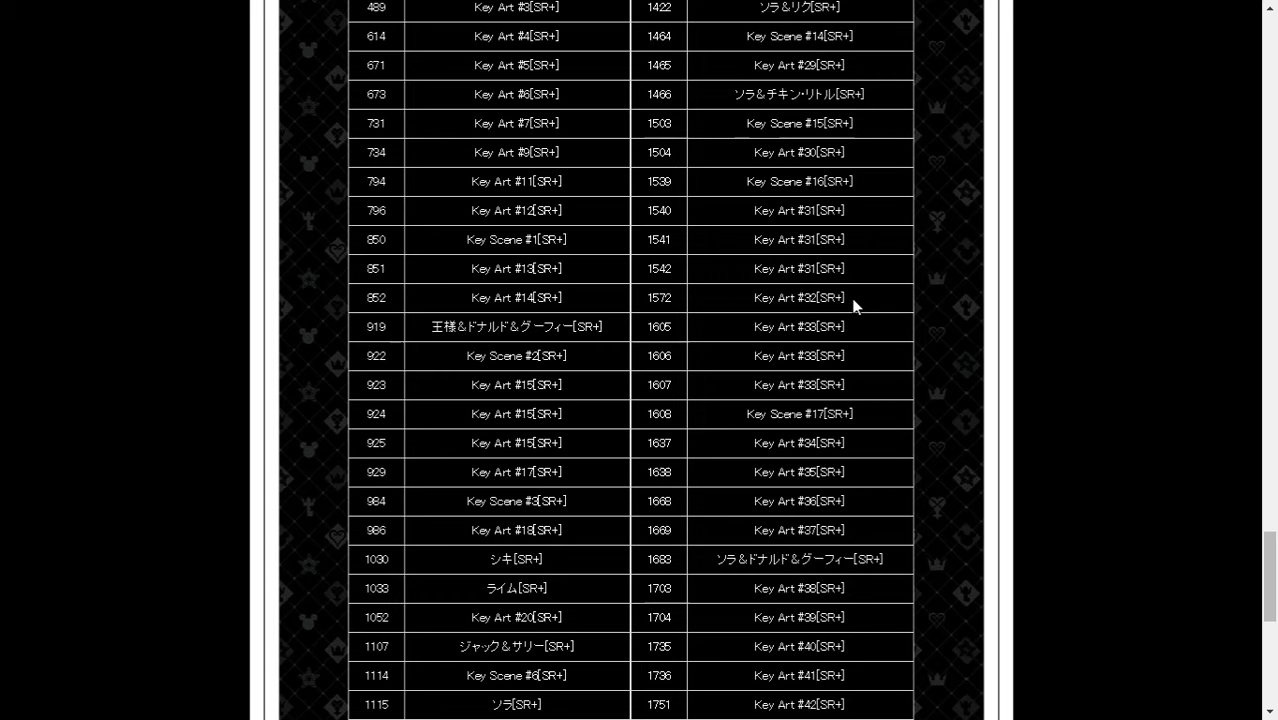 489 Key Art #3[SR+] 1422 ソラ＆リク[SR+]
614 Key Art #4[SR+] 1464 Key Scene #14[SR+]
671 Key Art #5[SR+] 1465 Key Art #29[SR+]
673 Key Art #6[SR+] 1466 ソラ＆チキン・リトル[SR+]
731 Key Art #7[SR+] 1503 Key Scene #15[SR+]
734 Key Art #9[SR+] 1504 Key Art #30[SR+]
794 Key Art #11[SR+] 1539 Key Scene #16[SR+]
796 Key Art #12[SR+] 1540 Key Art #31[SR+]
850 Key Scene #1[SR+] 1541 Key Art #31[SR+]
851 Key Art #13[SR+] 1542 Key Art #31[SR+]
852 Key Art #14[SR+] 1572 Key Art #32[SR+]
919 王様＆ドナルド＆グーフィー[SR+] 1605 Key Art #33[SR+]
922 Key Scene #2[SR+] 1606 Key Art #33[SR+]
923 Key Art #15[SR+] 1607 Key Art #33[SR+]
924 Key Art #15[SR+] 1608 Key Scene #17[SR+]
925 Key Art #15[SR+] 1637 Key Art #34[SR+]
929 Key Art #17[SR+] 1638 Key Art #35[SR+]
984 Key Scene #3[SR+] 1668 Key Art #36[SR+]
986 Key Art #18[SR+] 1669 Key Art #37[SR+]
1030 シキ[SR+] 1683 ソラ＆ドナルド＆グーフィー[SR+]
1033 ライム[SR+] 1703 Key Art #38[SR+]
1052 Key Art #20[SR+] 1704 Key Art #39[SR+]
1107 ジャック＆サリー[SR+] 1735 Key Art #40[SR+]
1114 Key Scene #6[SR+] 1736 Key Art #41[SR+]
1115 ソラ[SR+] 1751 Key Art #42[SR+]